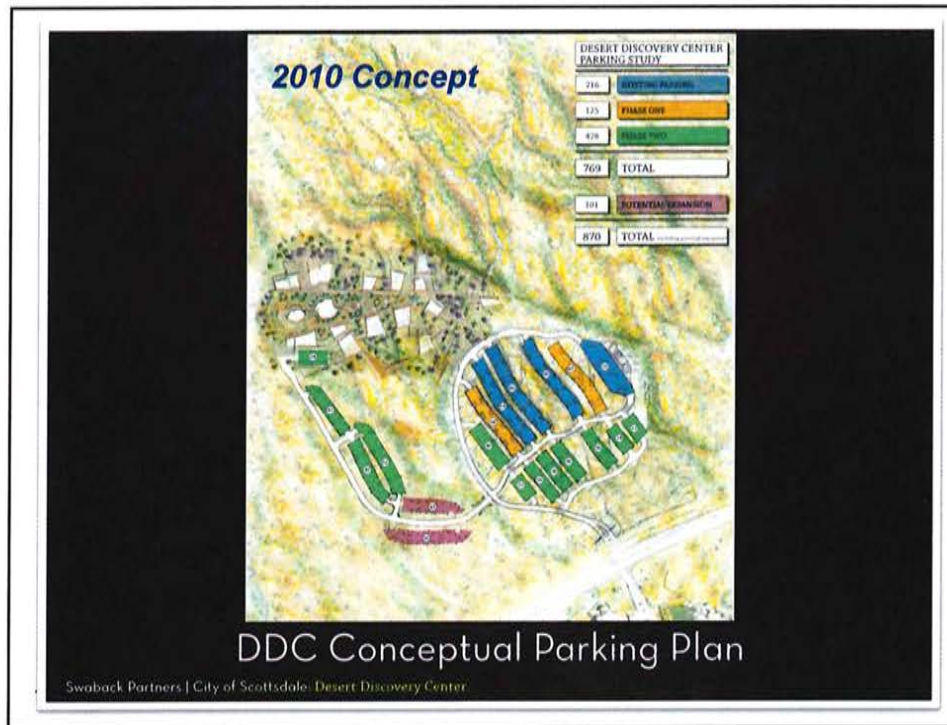 2010 Concept
DESERT DISCOVERY CENTER
PARKING STUDY
216 EXISTING PARKING
125 PHASE ONE
428 PHASE TWO
769 TOTAL
101 POTENTIAL EXPANSION
870 TOTAL
DDC Conceptual Parking Plan
Swaback Partners | City of Scottsdale: Desert Discovery Center